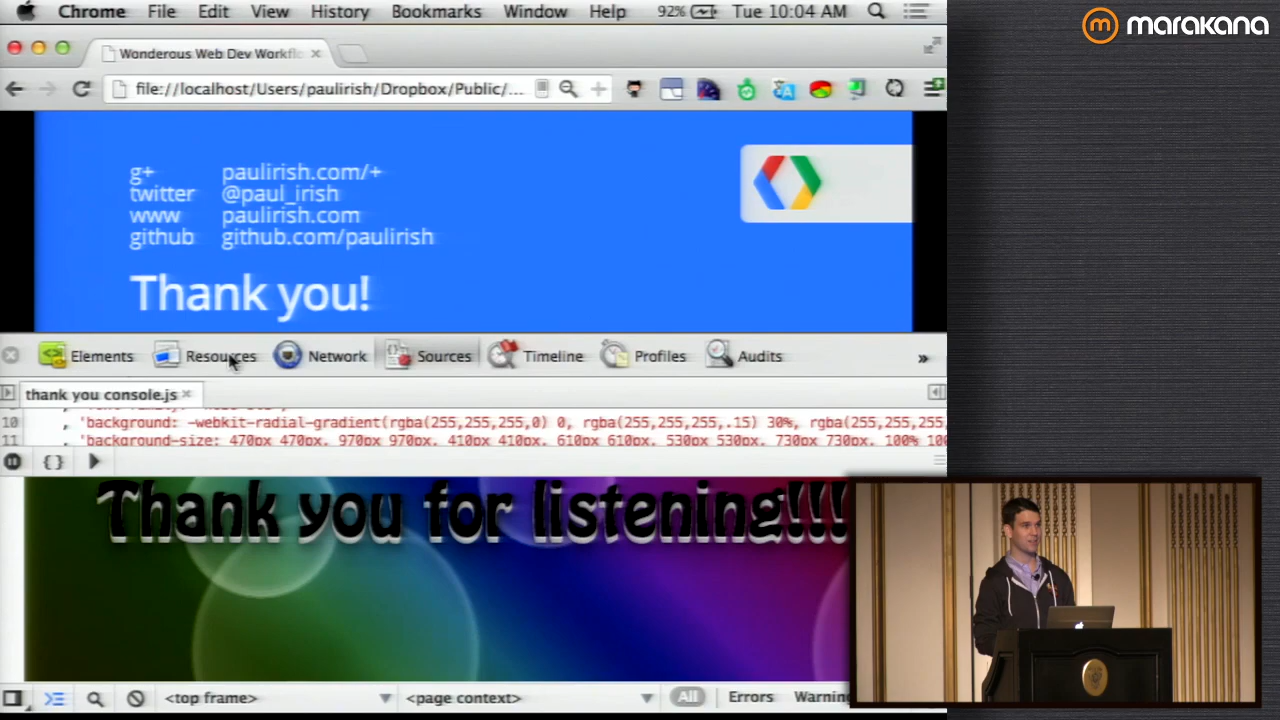 Chrome File Edit View History Bookmarks Window Help 92% Tue 10:04 AM
marakana
Wonderous Web Dev Workfl
file://localhost/Users/paulirish/Dropbox/Public/...
g+ paulirish.com/+
twitter @paul_irish
www paulirish.com
github github.com/paulirish
Thank you!
Elements Resources Network Sources Timeline Profiles Audits »
thank you console.js
10 , 'background: -webkit-radial-gradient(rgba(255,255,255,0) 0, rgba(255,255,255,.15) 30%, rgba(255,255,255
11 , 'background-size: 470px 470px, 970px 970px, 410px 410px, 610px 610px, 530px 530px, 730px 730px, 100% 100
{}
Thank you for listening!!!
<top frame> <page context> All Errors Warning